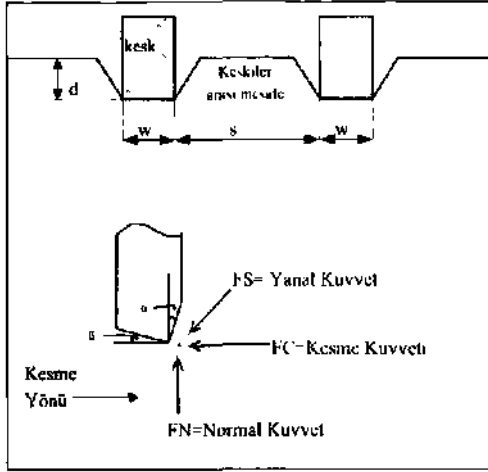 kesk
d
Keskiler
arası mesafe
w
s
w
α
FS= Yanal Kuvvet
FC=Kesme Kuvveti
Kesme
Yönü
FN=Normal Kuvvet